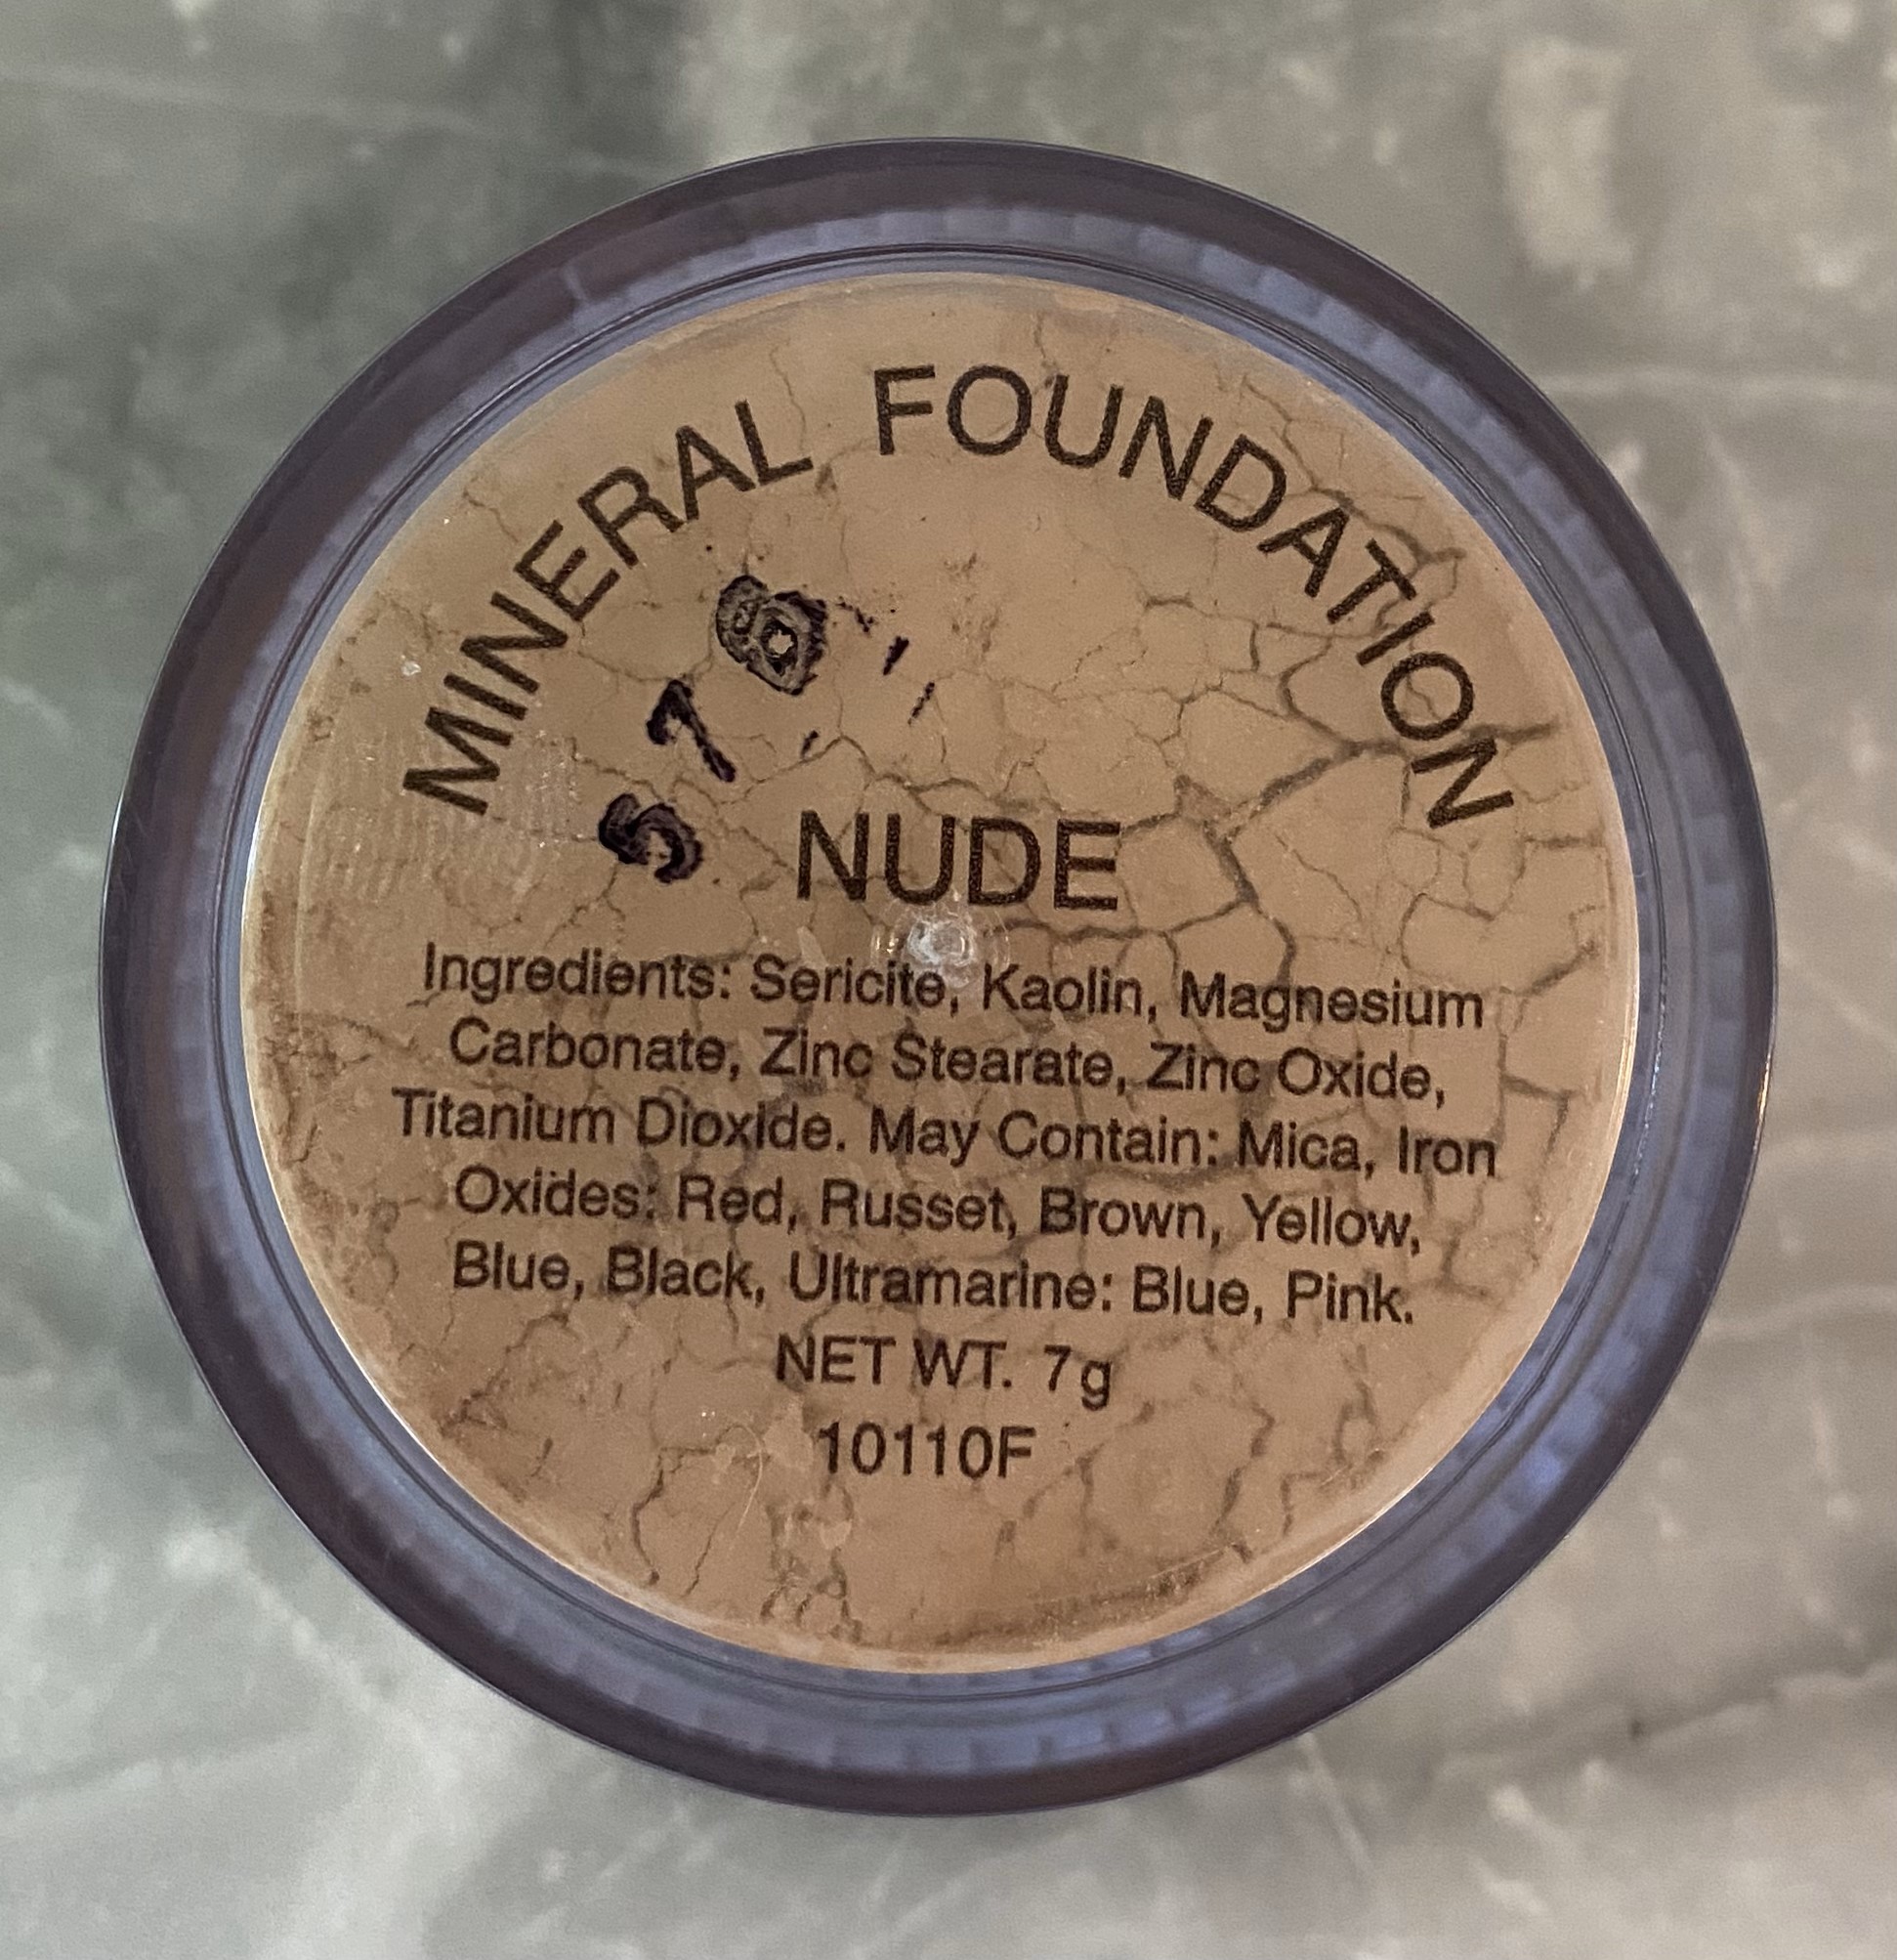 MINERAL FOUNDATION
NUDE
Ingredients: Sericite, Kaolin, Magnesium
Carbonate, Zinc Stearate, Zinc Oxide,
Titanium Dioxide. May Contain: Mica, Iron
Oxides: Red, Russet, Brown, Yellow,
Blue, Black, Ultramarine: Blue, Pink.
NET WT. 7g
10110F